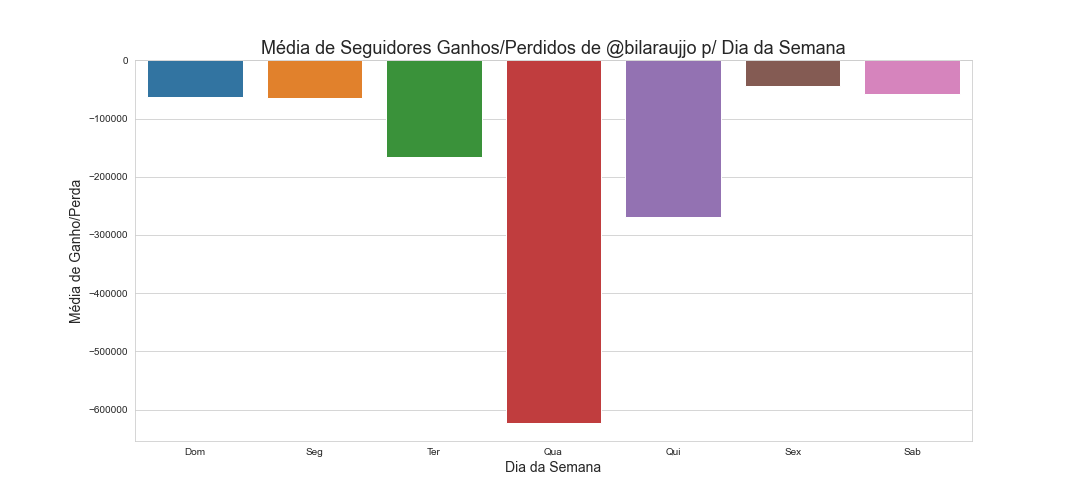 Média de Seguidores Ganhos/Perdidos de @bilaraujjo p/ Dia da Semana
0
−100000
−200000
−300000
−400000
−500000
−600000
Média de Ganho/Perda
Dom Seg Ter Qua Qui Sex Sab
Dia da Semana